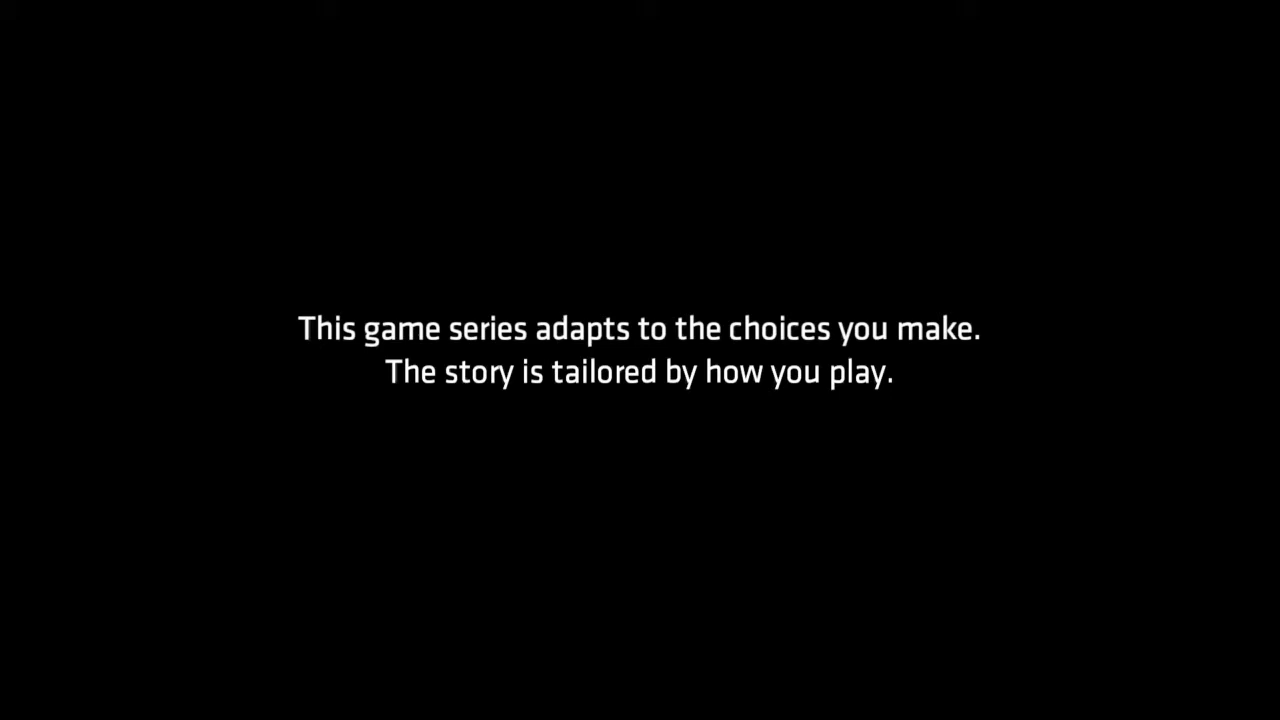 This game series adapts to the choices you make.
The story is tailored by how you play.